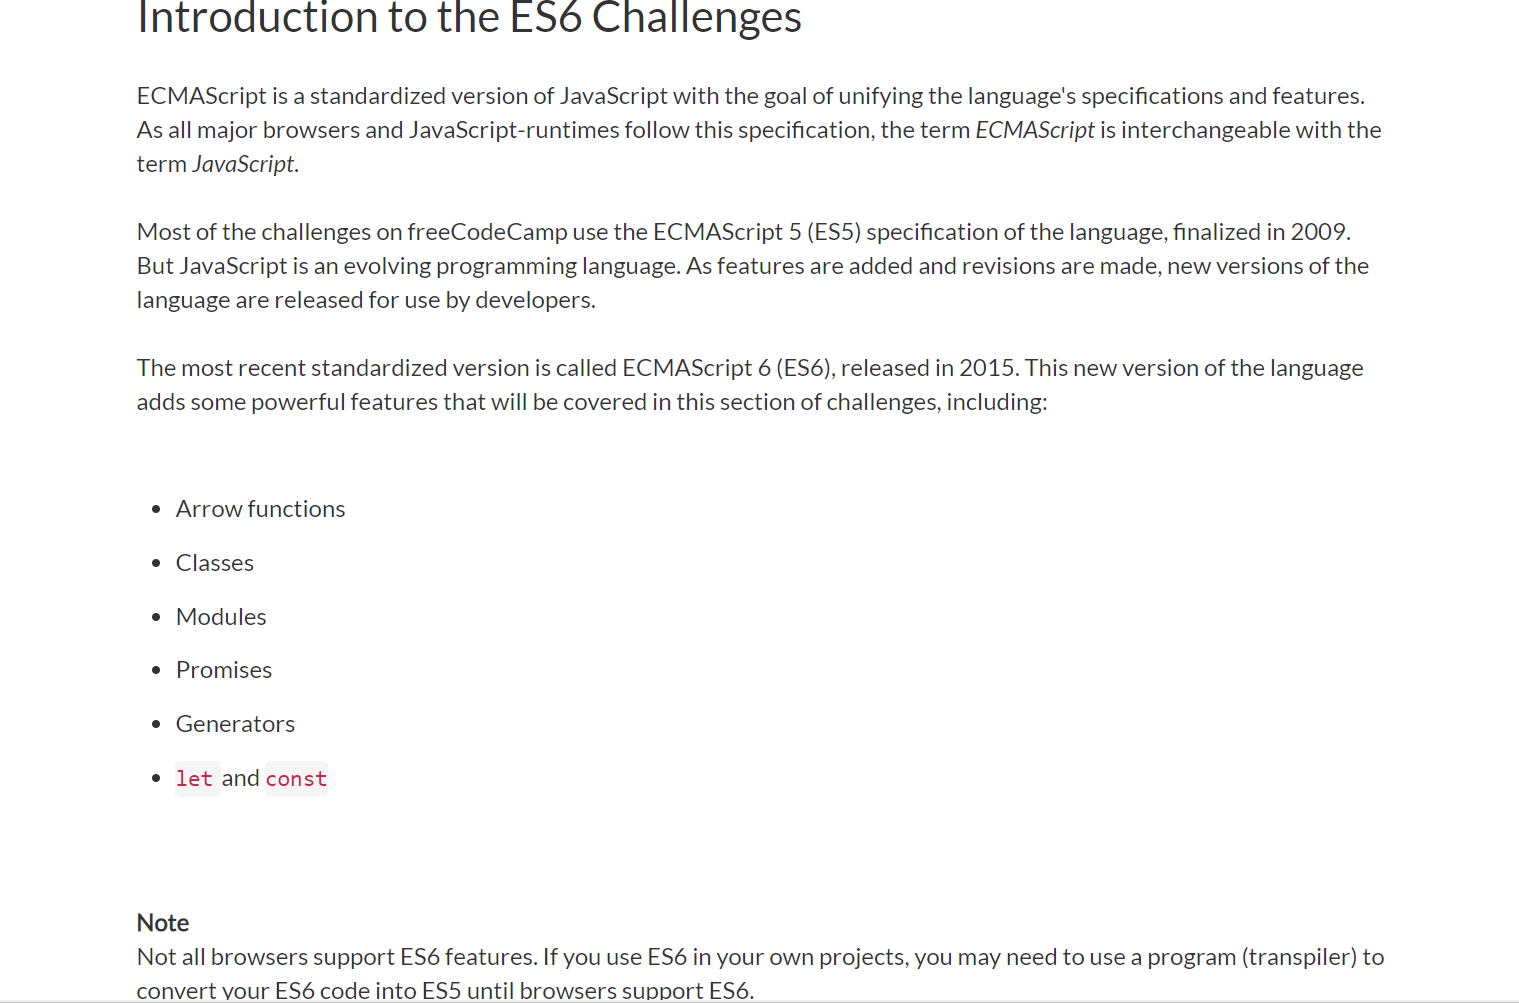 Introduction to the ES6 Challenges
ECMAScript is a standardized version of JavaScript with the goal of unifying the language's specifications and features.
As all major browsers and JavaScript-runtimes follow this specification, the term ECMAScript is interchangeable with the
term JavaScript.
Most of the challenges on freeCodeCamp use the ECMAScript 5 (ES5) specification of the language, finalized in 2009.
But JavaScript is an evolving programming language. As features are added and revisions are made, new versions of the
language are released for use by developers.
The most recent standardized version is called ECMAScript 6 (ES6), released in 2015. This new version of the language
adds some powerful features that will be covered in this section of challenges, including:
• Arrow functions
• Classes
• Modules
• Promises
• Generators
• let and const
Note
Not all browsers support ES6 features. If you use ES6 in your own projects, you may need to use a program (transpiler) to
convert your ES6 code into ES5 until browsers support ES6.